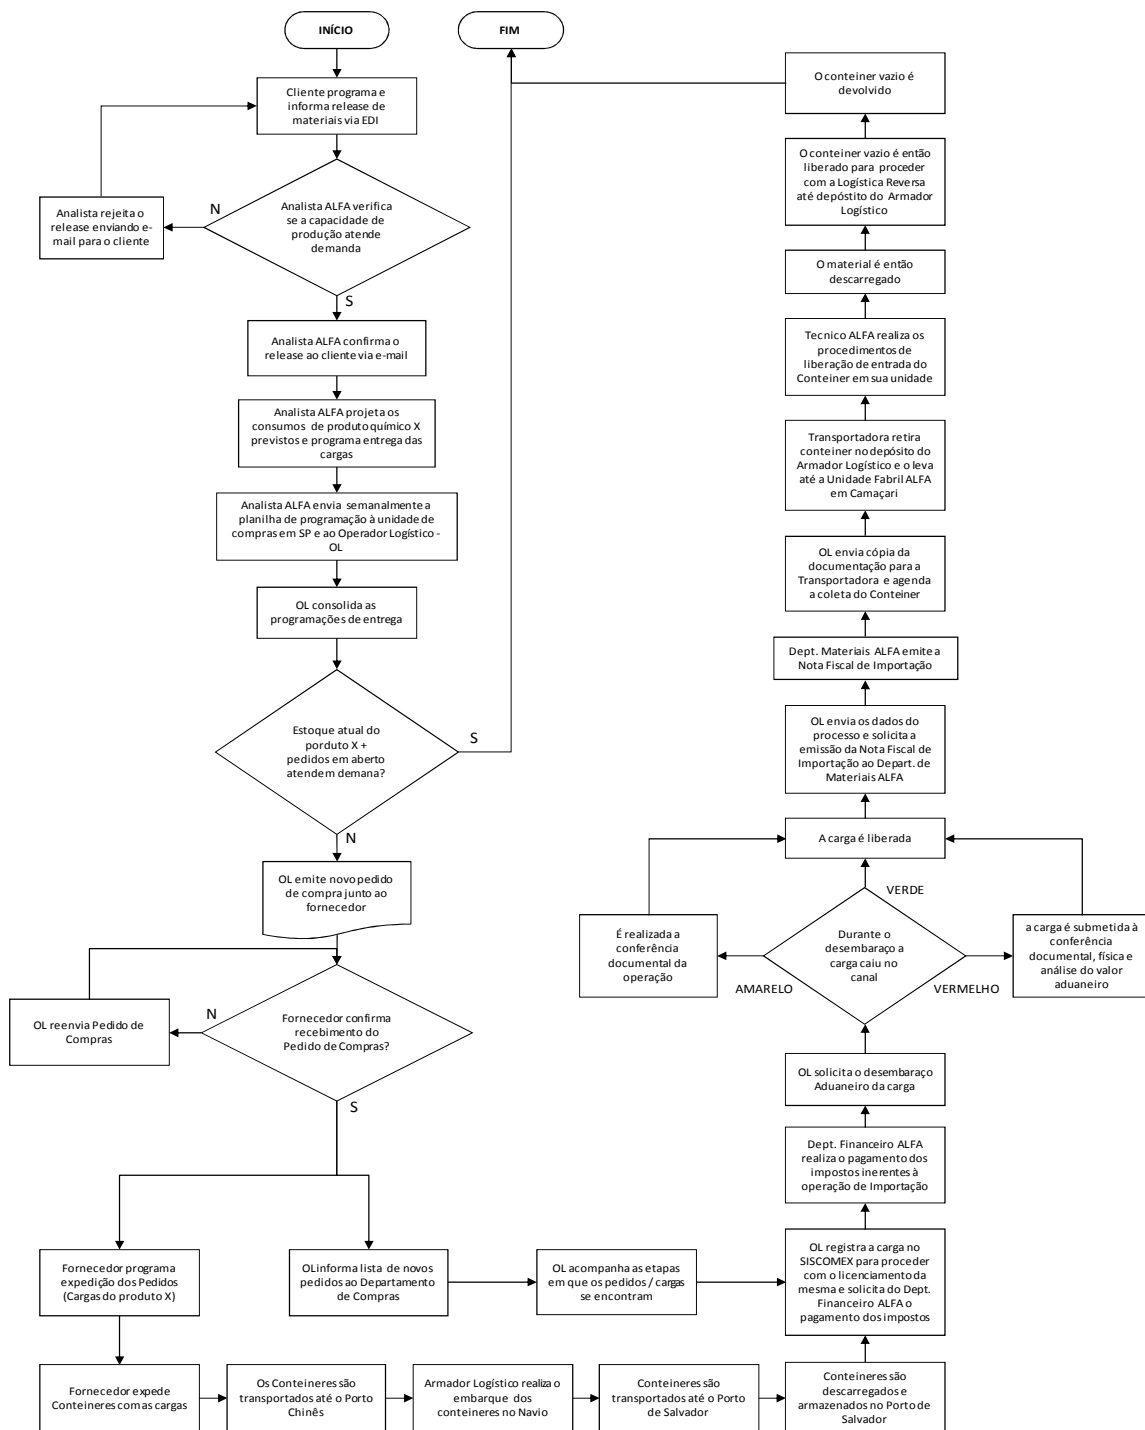 INÍCIO
FIM
Cliente programa e
informa release de
materiais via EDI
Analista ALFA verifica
se a capacidade de
produção atende
demanda
N
Analista rejeita o
release enviando e-
mail para o cliente
S
Analista ALFA confirma o
release ao cliente via e-mail
Analista ALFA projeta os
consumos de produto químico X
previstos e programa entrega das
cargas
Analista ALFA envia semanalmente a
planilha de programação à unidade de
compras em SP e ao Operador Logístico -
OL
OL consolida as
programações de entrega
Estoque atual do
porduto X +
pedidos em aberto
atendem demana?
S
N
OL emite novo pedido
de compra junto ao
fornecedor
Fornecedor confirma
recebimento do
Pedido de Compras?
N
OL reenvia Pedido de
Compras
S
Fornecedor programa
expedição dos Pedidos
(Cargas do produto X)
OL informa lista de novos
pedidos ao Departamento
de Compras
OL acompanha as etapas
em que os pedidos / cargas
se encontram
Fornecedor expede
Conteineres com as cargas
Os Conteineres são
transportados até o Porto
Chinês
Armador Logístico realiza o
embarque dos
conteineres no Navio
Conteineres são
transportados até o Porto
de Salvador
Conteineres são
descarregados e
armazenados no Porto de
Salvador
OL registra a carga no
SISCOMEX para proceder
com o licenciamento da
mesma e solicita do Dept.
Financeiro ALFA o
pagamento dos impostos
Dept. Financeiro ALFA
realiza o pagamento dos
impostos inerentes à
operação de Importação
OL solicita o desembaraço
Aduaneiro da carga
Durante o
desembaraço a
carga caiu no
canal
AMARELO
VERMELHO
VERDE
É realizada a
conferência
documental da
operação
a carga é submetida à
conferência
documental, física e
análise do valor
aduaneiro
A carga é liberada
OL envia os dados do
processo e solicita a
emissão da Nota Fiscal de
Importação ao Depart. de
Materiais ALFA
Dept. Materiais ALFA emite a
Nota Fiscal de Importação
OL envia cópia da
documentação para a
Transportadora e agenda
a coleta do Conteiner
Transportadora retira
conteiner no depósito do
Armador Logístico e o leva
até a Unidade Fabril ALFA
em Camaçari
Tecnico ALFA realiza os
procedimentos de
liberação de entrada do
Conteiner em sua unidade
O material é então
descarregado
O conteiner vazio é então
liberado para proceder
com a Logística Reversa
até depósito do Armador
Logístico
O conteiner vazio é
devolvido